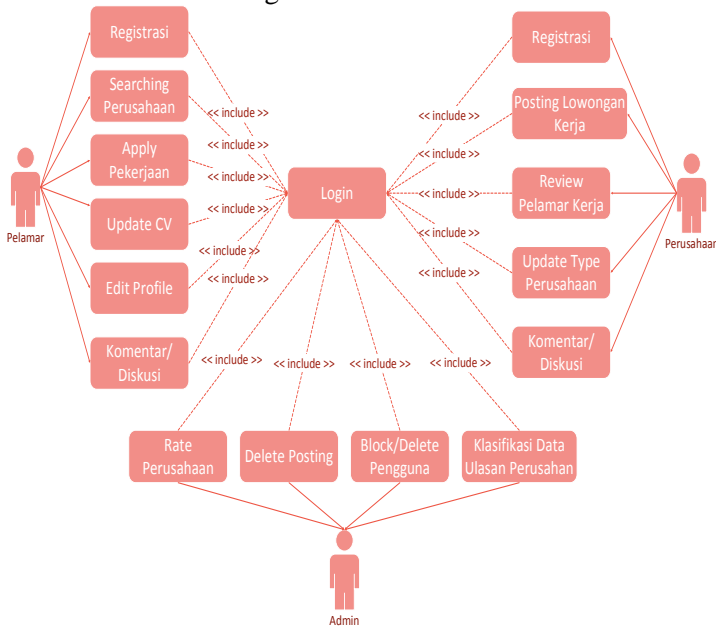 Registrasi
Searching
Perusahaan
Apply
Pekerjaan
Update CV
Edit Profile
Komentar/
Diskusi
Pelamar
<< include >>
<< include >>
<< include >>
<< include >>
<< include >>
<< include >>
Login
<< include >>
<< include >>
<< include >>
<< include >>
<< include >>
Registrasi
Posting Lowongan
Kerja
Review
Pelamar Kerja
Update Type
Perusahaan
Komentar/
Diskusi
Perusahaan
<< include >>
<< include >>
<< include >>
<< include >>
Rate
Perusahaan
Delete Posting
Block/Delete
Pengguna
Klasifikasi Data
Ulasan Perusahan
Admin